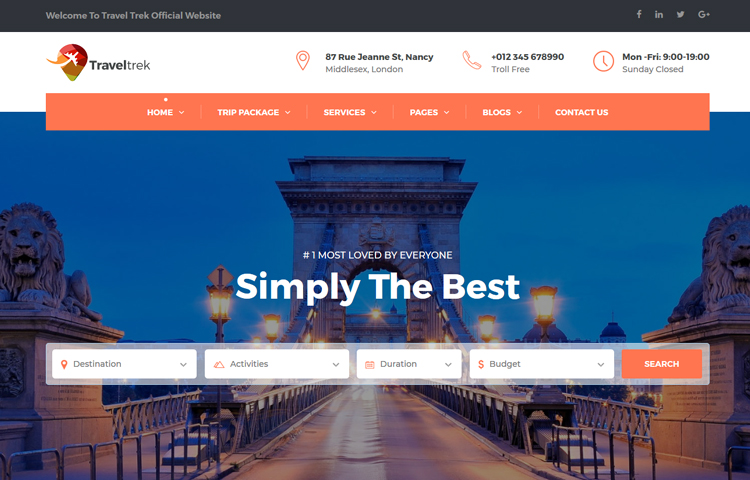 Welcome To Travel Trek Official Website
Traveltrek
87 Rue Jeanne St, Nancy
Middlesex, London
+012 345 678990
Troll Free
Mon -Fri: 9:00-19:00
Sunday Closed
HOME
TRIP PACKAGE
SERVICES
PAGES
BLOGS
CONTACT US
# 1 MOST LOVED BY EVERYONE
Simply The Best
Destination
Activities
Duration
$ Budget
SEARCH